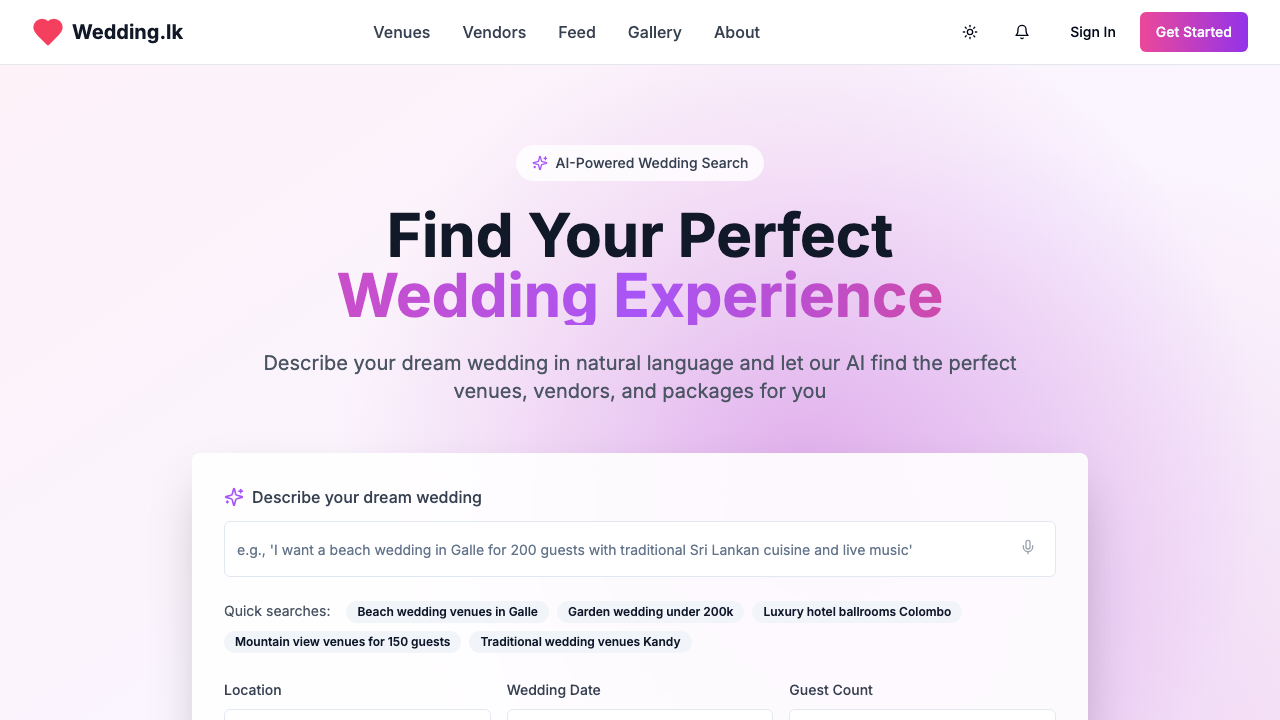 Wedding.lk
Venues
Vendors
Feed
Gallery
About
Sign In
Get Started
AI-Powered Wedding Search
Find Your Perfect
Wedding Experience
Describe your dream wedding in natural language and let our AI find the perfect
venues, vendors, and packages for you
Describe your dream wedding
e.g., 'I want a beach wedding in Galle for 200 guests with traditional Sri Lankan cuisine and live music'
Quick searches:
Beach wedding venues in Galle
Garden wedding under 200k
Luxury hotel ballrooms Colombo
Mountain view venues for 150 guests
Traditional wedding venues Kandy
Location
Wedding Date
Guest Count